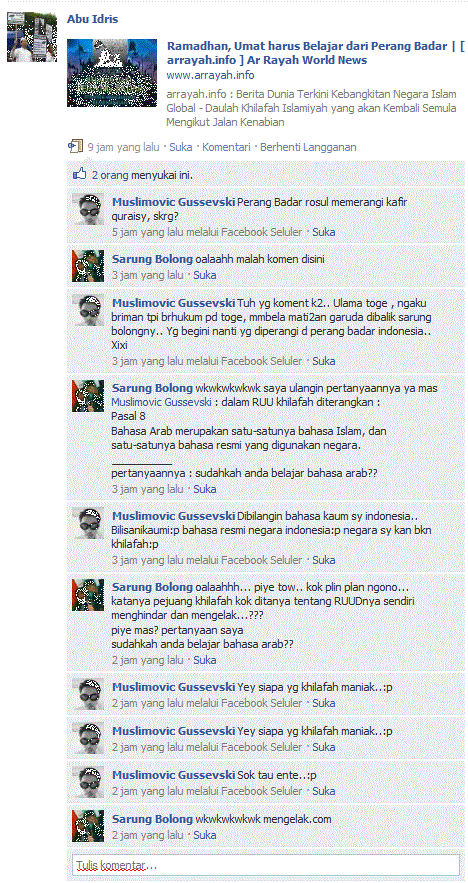 Abu Idris
Ramadhan, Umat harus Belajar dari Perang Badar | [
arrayah.info ] Ar Rayah World News
www.arrayah.info
arrayah.info : Berita Dunia Terkini Kebangkitan Negara Islam
Global - Daulah Khilafah Islamiyah yang akan Kembali Semula
Mengikut Jalan Kenabian
9 jam yang lalu · Suka · Komentari · Berhenti Langganan
2 orang menyukai ini.
Muslimovic Gussevski Perang Badar rosul memerangi kafir
quraisy, skrg?
5 jam yang lalu melalui Facebook Seluler · Suka
Sarung Bolong oalaahh malah komen disini
3 jam yang lalu · Suka
Muslimovic Gussevski Tuh yg koment k2.. Ulama toge , ngaku
briman tpi brhukum pd toge, mmbela mati2an garuda dibalik sarung
bolongny.. Yg begini nanti yg diperangi d perang badar indonesia..
Xixi
3 jam yang lalu melalui Facebook Seluler · Suka
Sarung Bolong wkwkwkwkwk saya ulangin pertanyaannya ya mas
Muslimovic Gussevski : dalam RUU khilafah diterangkan :
Pasal 8
Bahasa Arab merupakan satu-satunya bahasa Islam, dan
satu-satunya bahasa resmi yang digunakan negara.
___________
pertanyaannya : sudahkah anda belajar bahasa arab??
3 jam yang lalu · Suka
Muslimovic Gussevski Dibilangin bahasa kaum sy indonesia..
Bilisanikaumi:p bahasa resmi negara indonesia:p negara sy kan bkn
khilafah:p
3 jam yang lalu melalui Facebook Seluler · Suka
Sarung Bolong oalaahhh... piye tow.. kok plin plan ngono...
katanya pejuang khilafah kok ditanya tentang RUUDnya sendiri
menghindar dan mengelak...???
piye mas? pertanyaan saya
sudahkah anda belajar bahasa arab??
2 jam yang lalu · Suka
Muslimovic Gussevski Yey siapa yg khilafah maniak..:p
2 jam yang lalu melalui Facebook Seluler · Suka
Muslimovic Gussevski Yey siapa yg khilafah maniak..:p
2 jam yang lalu melalui Facebook Seluler · Suka
Muslimovic Gussevski Sok tau ente..:p
2 jam yang lalu melalui Facebook Seluler · Suka
Sarung Bolong wkwkwkwkwk mengelak.com
2 jam yang lalu · Suka
Tulis komentar...